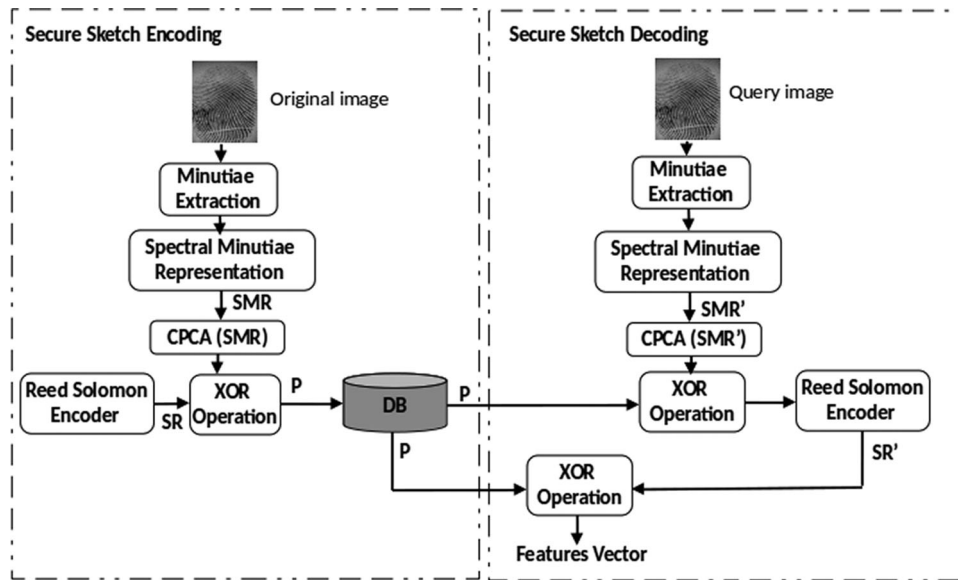 Secure Sketch Encoding
Original image
Minutiae
Extraction
Spectral Minutiae
Representation
SMR
CPCA (SMR)
Reed Solomon
Encoder
SR
XOR
Operation
P
DB
P
P
Secure Sketch Decoding
Query image
Minutiae
Extraction
Spectral Minutiae
Representation
SMR’
CPCA (SMR’)
XOR
Operation
Reed Solomon
Encoder
SR’
XOR
Operation
Features Vector